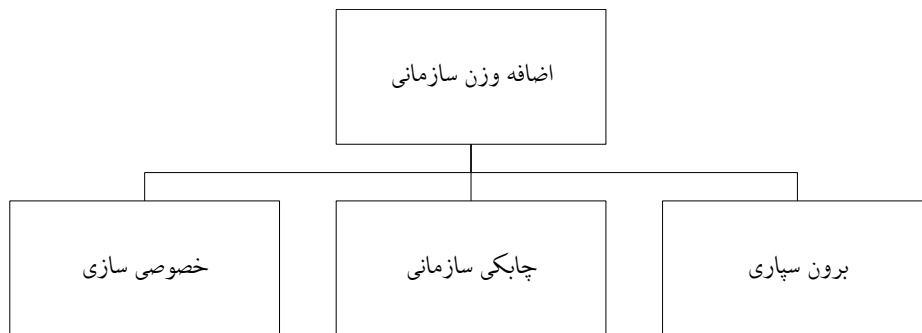 اضافه وزن سازمانی
برون سپاری
چابکی سازمانی
خصوصی سازی